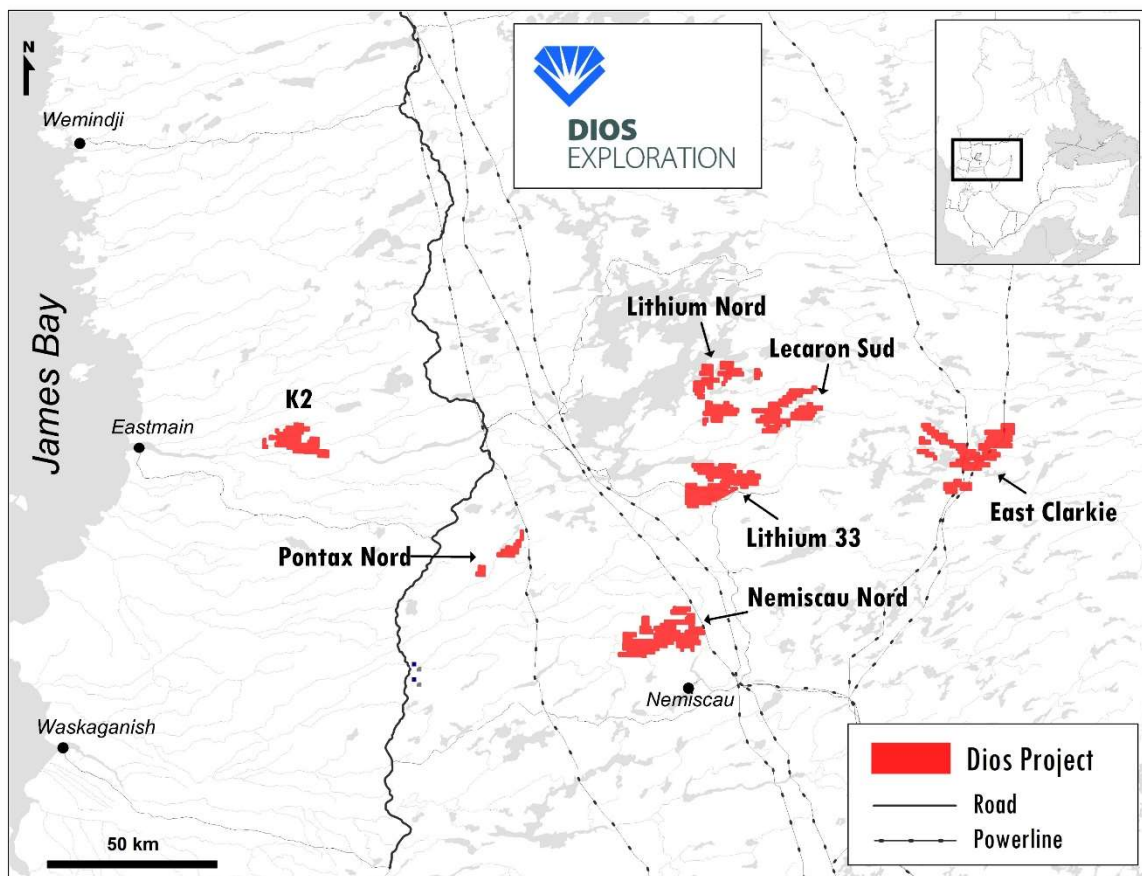 N
DIOS
EXPLORATION
Wemindji
James Bay
Lithium Nord
Lecaron Sud
K2
Eastmain
East Clarkie
Lithium 33
Pontax Nord
Nemiscau Nord
Nemiscau
Waskaganish
Dios Project
Road
Powerline
50 km